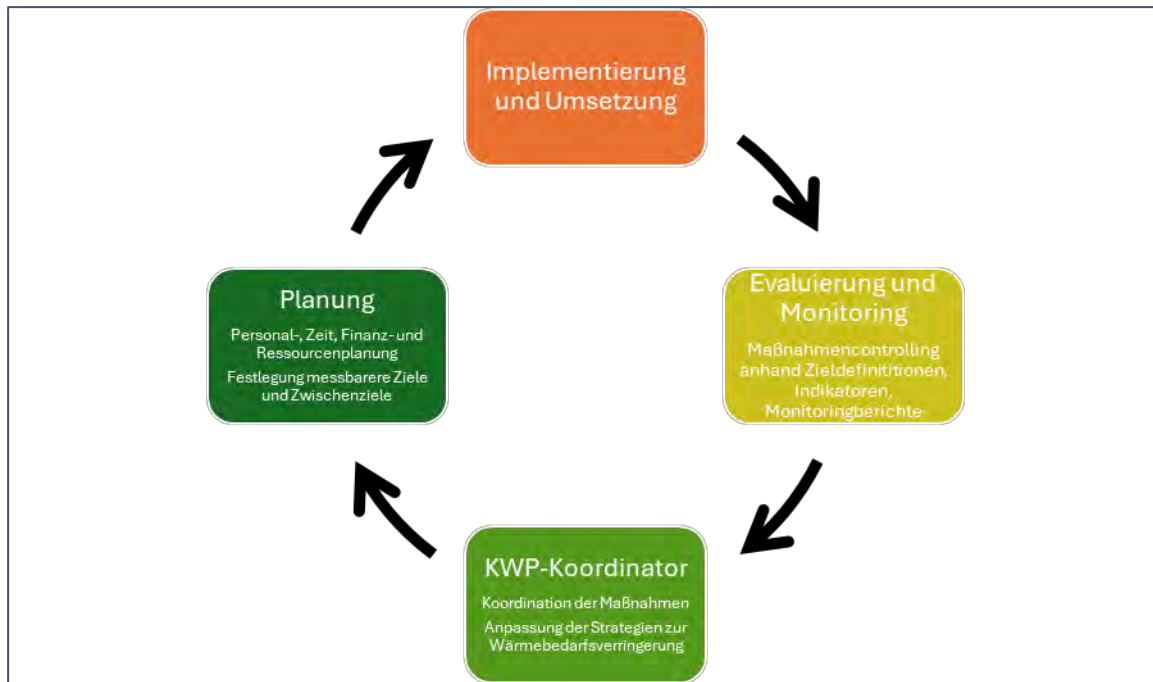 Implementierung
und Umsetzung
Evaluierung und
Monitoring
Maßnahmencontrolling
anhand Zieldefinititionen,
Indikatoren,
Monitoringberichte
KWP-Koordinator
Koordination der Maßnahmen
Anpassung der Strategien zur
Wärmebedarfsverringerung
Planung
Personal-, Zeit, Finanz- und
Ressourcenplanung
Festlegung messbarere Ziele
und Zwischenziele